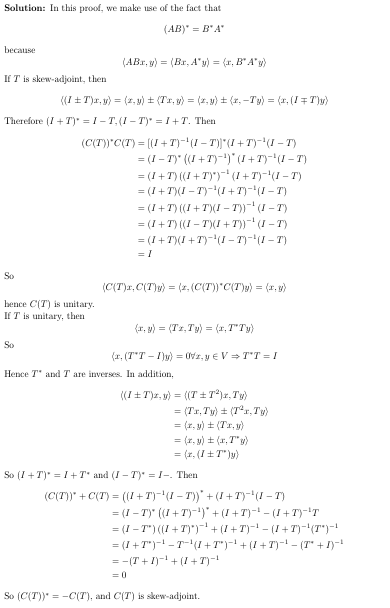 Solution: In this proof, we make use of the fact that
(AB)* = B*A*
because
⟨ABx, y⟩ = ⟨Bx, A*y⟩ = ⟨x, B*A*y⟩
If T is skew-adjoint, then
⟨(I ± T)x, y⟩ = ⟨x, y⟩ ± ⟨Tx, y⟩ = ⟨x, y⟩ ± ⟨x, −Ty⟩ = ⟨x, (I ∓ T)y⟩
Therefore (I + T)* = I − T, (I − T)* = I + T. Then
(C(T))*C(T) = [(I + T)⁻¹(I − T)]*(I + T)⁻¹(I − T)
= (I − T)* ((I + T)⁻¹)* (I + T)⁻¹(I − T)
= (I + T) ((I + T)*)⁻¹ (I + T)⁻¹(I − T)
= (I + T)(I − T)⁻¹(I + T)⁻¹(I − T)
= (I + T) ((I + T)(I − T))⁻¹ (I − T)
= (I + T) ((I − T)(I + T))⁻¹ (I − T)
= (I + T)(I + T)⁻¹(I − T)⁻¹(I − T)
= I
So
⟨C(T)x, C(T)y⟩ = ⟨x, (C(T))*C(T)y⟩ = ⟨x, y⟩
hence C(T) is unitary.
If T is unitary, then
⟨x, y⟩ = ⟨Tx, Ty⟩ = ⟨x, T*Ty⟩
So
⟨x, (T*T − I)y⟩ = 0∀x, y ∈ V ⇒ T*T = I
Hence T* and T are inverses. In addition,
⟨(I ± T)x, y⟩ = ⟨(T ± T²)x, Ty⟩
= ⟨Tx, Ty⟩ ± ⟨T²x, Ty⟩
= ⟨x, y⟩ ± ⟨Tx, y⟩
= ⟨x, y⟩ ± ⟨x, T*y⟩
= ⟨x, (I ± T*)y⟩
So (I + T)* = I + T* and (I − T)* = I−. Then
(C(T))* + C(T) = ((I + T)⁻¹(I − T))* + (I + T)⁻¹(I − T)
= (I − T)* ((I + T)⁻¹)* + (I + T)⁻¹ − (I + T)⁻¹T
= (I − T*) ((I + T)*)⁻¹ + (I + T)⁻¹ − (I + T)⁻¹(T*)⁻¹
= (I + T*)⁻¹ − T⁻¹(I + T*)⁻¹ + (I + T)⁻¹ − (T* + I)⁻¹
= −(T + I)⁻¹ + (I + T)⁻¹
= 0
So (C(T))* = −C(T), and C(T) is skew-adjoint.